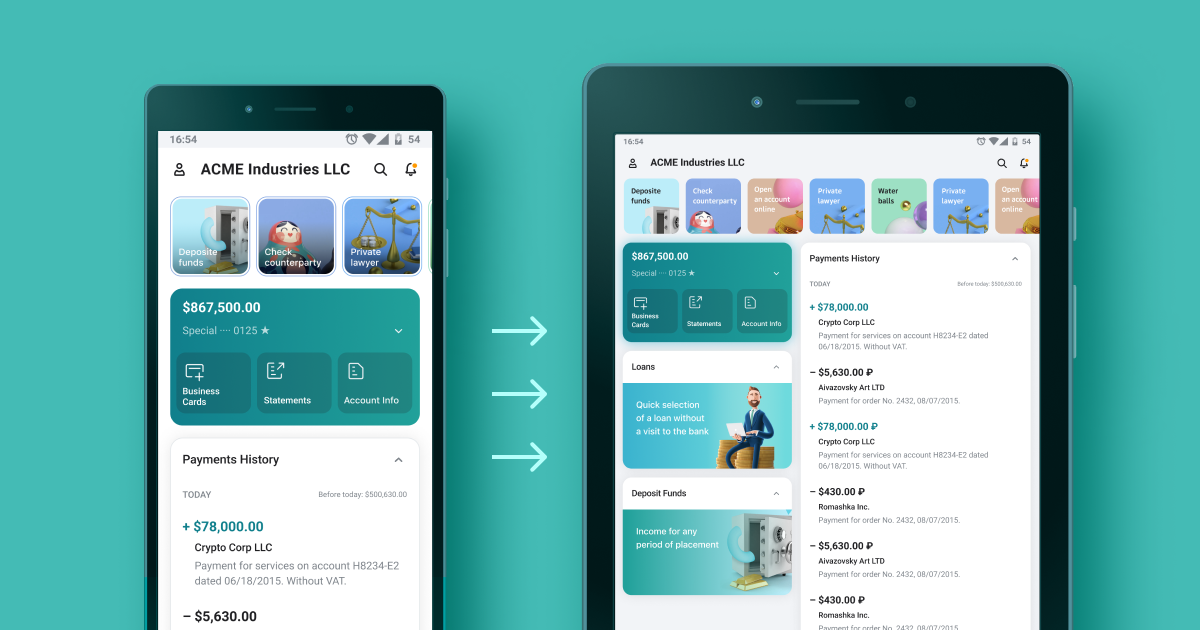 16:54
54
ACME Industries LLC
Deposite
funds
Check
counterparty
Private
lawyer
$867,500.00
Special ···· 0125 ★
Business
Cards
Statements
Account Info
Payments History
TODAY
Before today: $500,630.00
+ $78,000.00
Crypto Corp LLC
Payment for services on account H8234-E2
dated 06/18/2015. Without VAT.
– $5,630.00
16:54
54
ACME Industries LLC
Deposite
funds
Check
counterparty
Open
an account
online
Private
lawyer
Water
balls
Private
lawyer
Open
an account
online
$867,500.00
Special ···· 0125 ★
Business
Cards
Statements
Account Info
Loans
Quick selection
of a loan without
a visit to the bank
Deposit Funds
Income for any
period of placement
Payments History
TODAY
Before today: $500,630.00
+ $78,000.00
Crypto Corp LLC
Payment for services on account H8234-E2 dated
06/18/2015. Without VAT.
– $5,630.00 ₽
Aivazovsky Art LTD
Payment for order No. 2432, 08/07/2015.
+ $78,000.00 ₽
Crypto Corp LLC
Payment for services on account H8234-E2 dated
06/18/2015. Without VAT.
– $430.00 ₽
Romashka Inc.
Payment for order No. 2432, 08/07/2015.
– $5,630.00 ₽
Aivazovsky Art LTD
Payment for order No. 2432, 08/07/2015.
– $430.00 ₽
Romashka Inc.
Payment for order No. 2432, 08/07/2015.